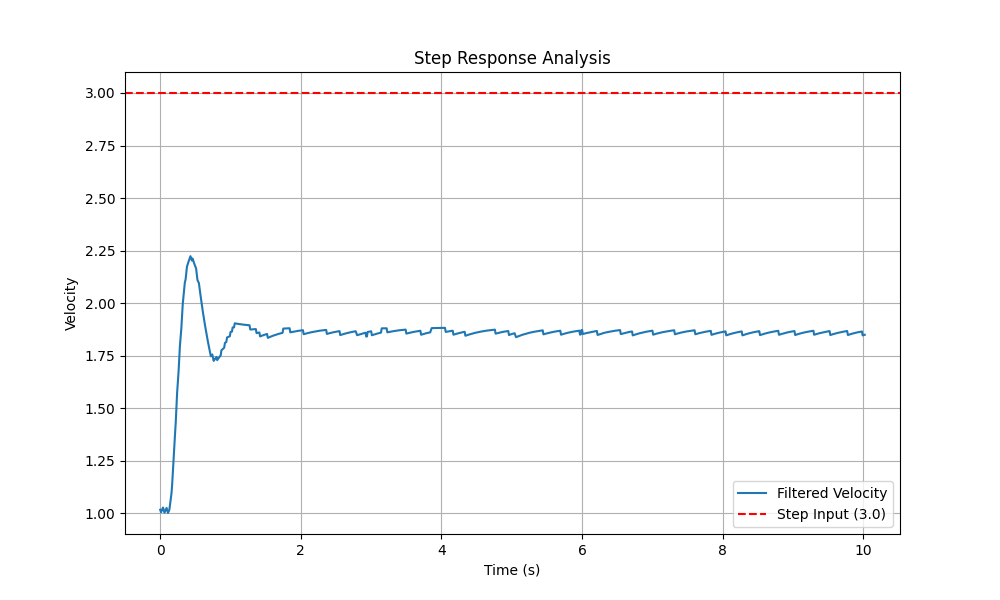 Step Response Analysis
3.00
2.75
2.50
2.25
2.00
1.75
1.50
1.25
1.00
Velocity
Filtered Velocity
Step Input (3.0)
0 2 4 6 8 10
Time (s)